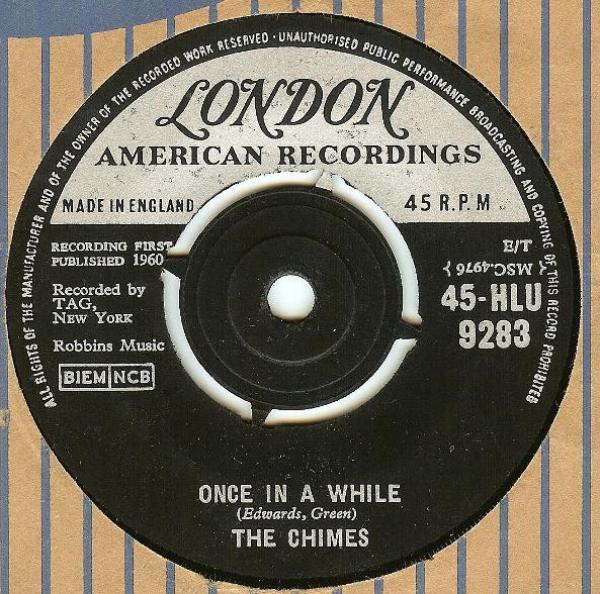 ALL RIGHTS OF THE MANUFACTURER AND OF THE OWNER OF THE RECORDED WORK RESERVED · UNAUTHORISED PUBLIC PERFORMANCE BROADCASTING AND COPYING OF THIS RECORD PROHIBITED
LONDON
AMERICAN RECORDINGS
MADE IN ENGLAND
45 R.P.M
RECORDING FIRST
PUBLISHED 1960
Recorded by
TAG,
NEW YORK
Robbins Music
BIEM NCB
E/T
{ MSC.4976 }
45-HLU
9283
ONCE IN A WHILE
(Edwards, Green)
THE CHIMES